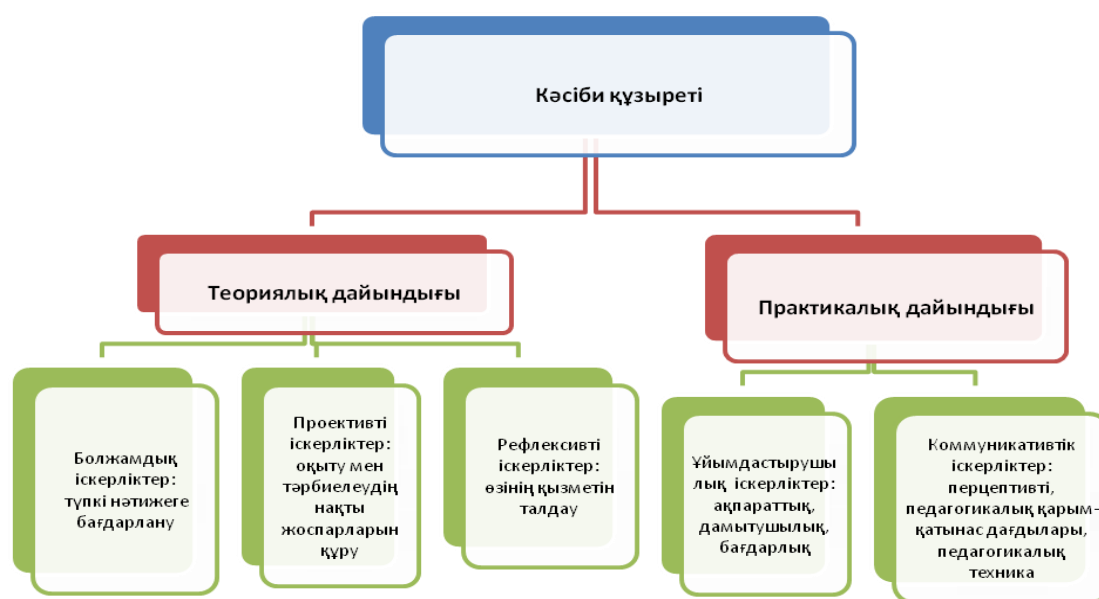 Кәсіби құзыреті
Теориялық дайындығы
Практикалық дайындығы
Болжамдық
іскерліктер:
түпкі нәтижеге
бағдарлану
Проективті
іскерліктер:
оқыту мен
тәрбиелеудің
нақты
жоспарларын
құру
Рефлексивті
іскерліктер:
өзінің қызметін
талдау
Ұйымдастырушы
лық іскерліктер:
ақпараттық,
дамытушылық,
бағдарлық
Коммуникативтік
іскерліктер:
перцептивті,
педагогикалық қарым-
қатынас дағдылары,
педагогикалық
техника